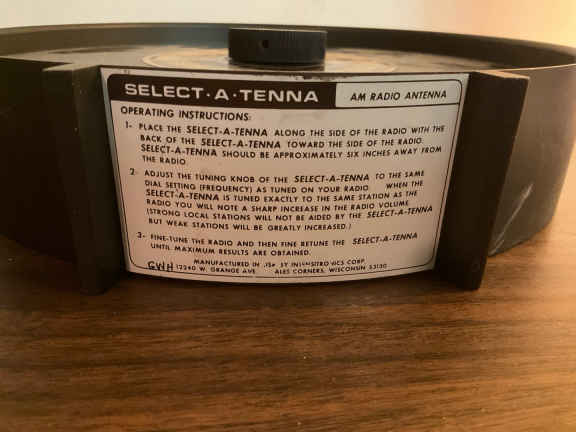 SELECT·A·TENNA AM RADIO ANTENNA
OPERATING INSTRUCTIONS:
1- PLACE THE SELECT-A-TENNA ALONG THE SIDE OF THE RADIO WITH THE
BACK OF THE SELECT-A-TENNA TOWARD THE SIDE OF THE RADIO.
SELECT-A-TENNA SHOULD BE APPROXIMATELY SIX INCHES AWAY FROM
THE RADIO.
2- ADJUST THE TUNING KNOB OF THE SELECT-A-TENNA TO THE SAME
DIAL SETTING (FREQUENCY) AS TUNED ON YOUR RADIO. WHEN THE
SELECT-A-TENNA IS TUNED EXACTLY TO THE SAME STATION AS THE
RADIO YOU WILL NOTE A SHARP INCREASE IN THE RADIO VOLUME.
(STRONG LOCAL STATIONS WILL NOT BE AIDED BY THE SELECT-A-TENNA
BUT WEAK STATIONS WILL BE GREATLY INCREASED.)
3- FINE-TUNE THE RADIO AND THEN FINE RETUNE THE SELECT-A-TENNA
UNTIL MAXIMUM RESULTS ARE OBTAINED.
MANUFACTURED IN CORP.
GWH 12240 W. GRANGE AVE. ALES CORNERS, WISCONSIN 53130